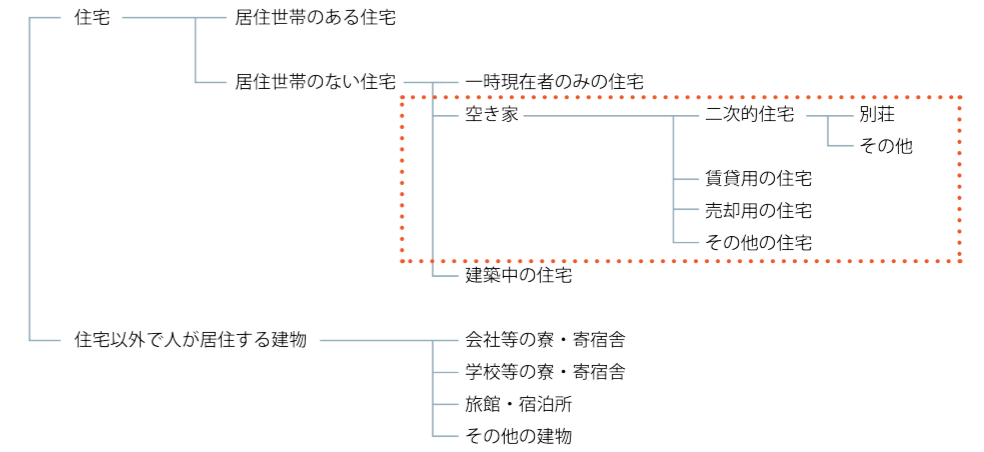 住宅
居住世帯のある住宅
居住世帯のない住宅
一時現在者のみの住宅
空き家
二次的住宅
別荘
その他
賃貸用の住宅
売却用の住宅
その他の住宅
建築中の住宅
住宅以外で人が居住する建物
会社等の寮・寄宿舎
学校等の寮・寄宿舎
旅館・宿泊所
その他の建物